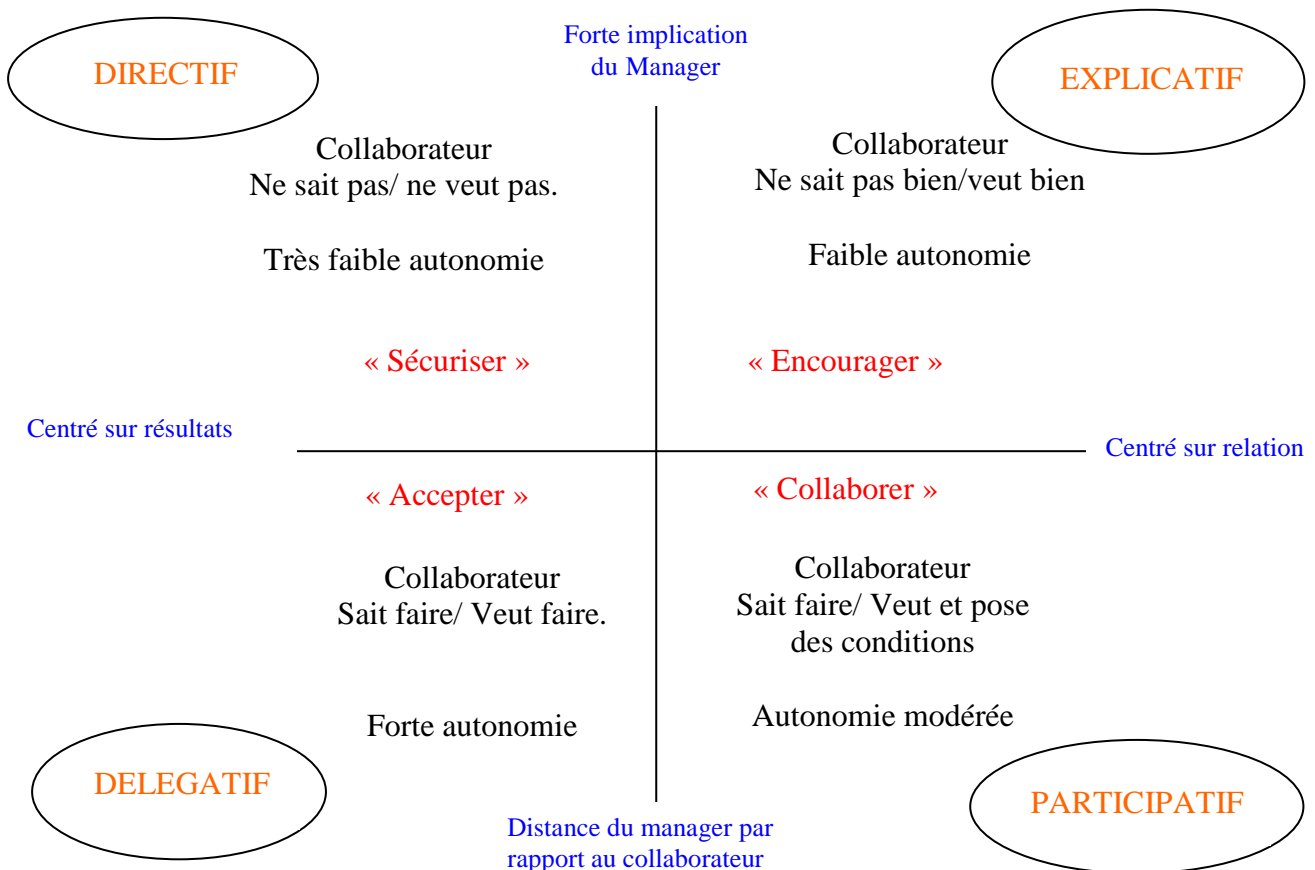 Forte implication
du Manager
DIRECTIF
EXPLICATIF
Collaborateur
Ne sait pas/ ne veut pas.
Très faible autonomie
« Sécuriser »
Collaborateur
Ne sait pas bien/veut bien
Faible autonomie
« Encourager »
Centré sur résultats
Centré sur relation
« Accepter »
Collaborateur
Sait faire/ Veut faire.
Forte autonomie
« Collaborer »
Collaborateur
Sait faire/ Veut et pose
des conditions
Autonomie modérée
DELEGATIF
PARTICIPATIF
Distance du manager par
rapport au collaborateur